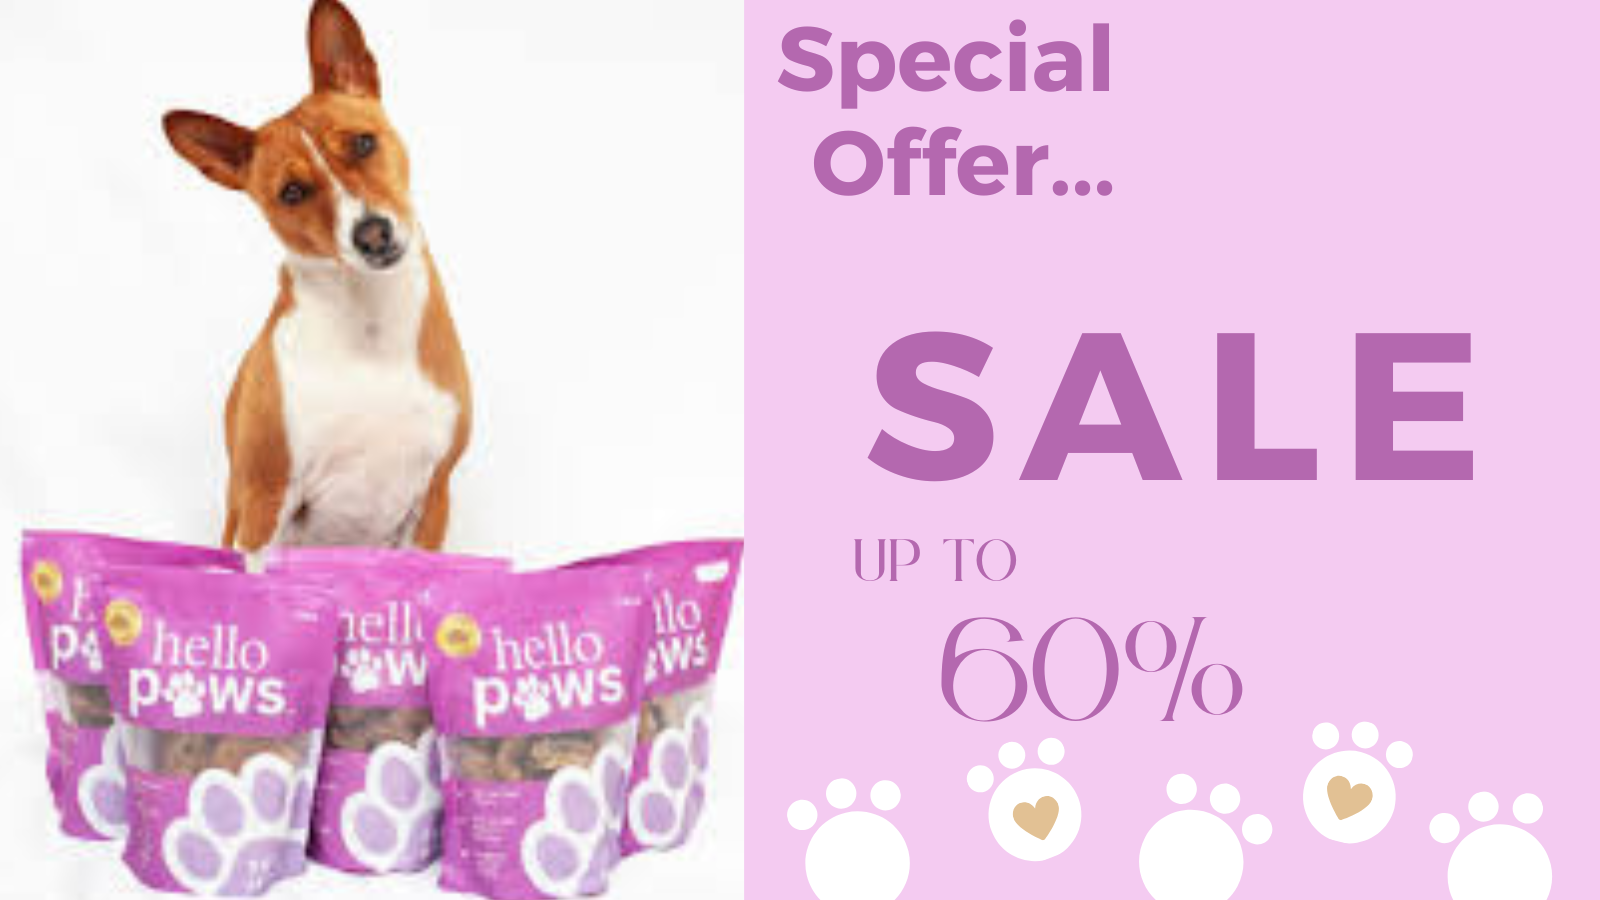 Special
Offer...
SALE
UP TO
60%
hello
paws
hello
paws